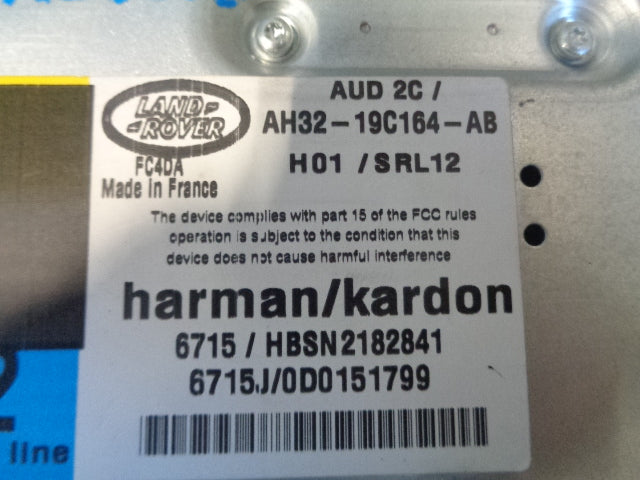 LAND-
-ROVER
FC4DA
Made in France
AUD 2C /
AH32-19C164-AB
H01 /SRL12
The device complies with part 15 of the FCC rules
operation is subject to the condition that this
device does not cause harmful interference
harman/kardon
6715 / HBSN2182841
6715J/0D0151799
line